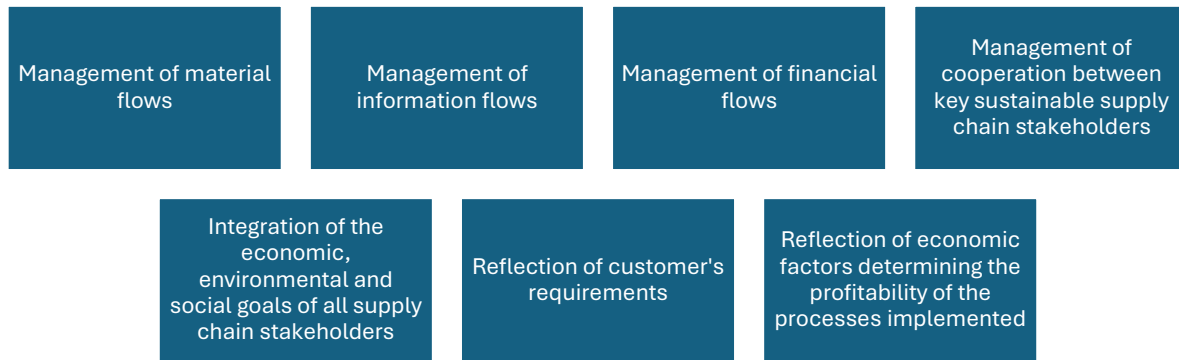 Management of material
flows
Management of
information flows
Management of financial
flows
Management of
cooperation between
key sustainable supply
chain stakeholders
Integration of the
economic,
environmental and
social goals of all supply
chain stakeholders
Reflection of customer's
requirements
Reflection of economic
factors determining the
profitability of the
processes implemented